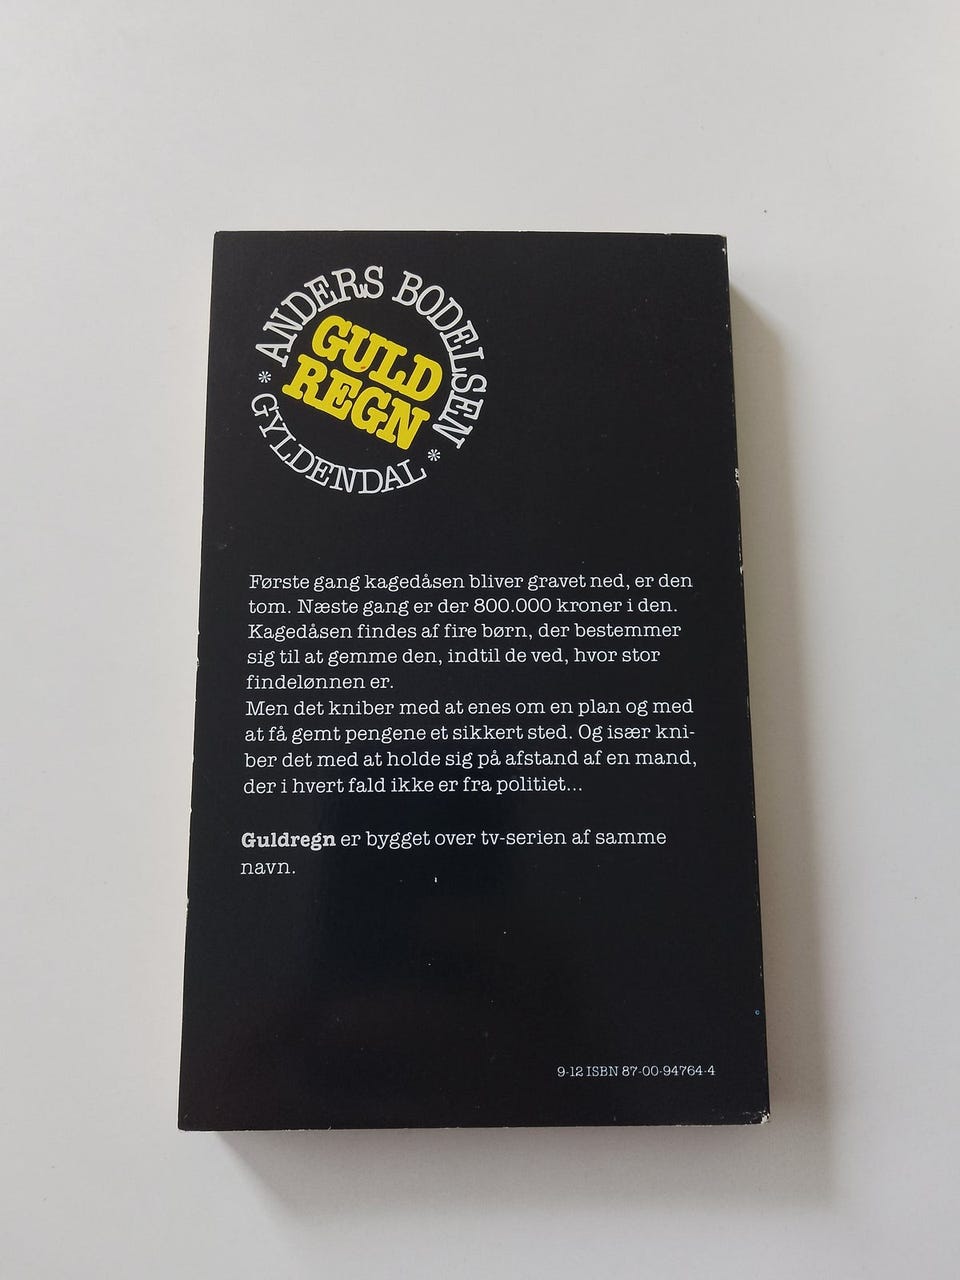 ANDERS BODELSEN
GULD
REGN
* GYLDENDAL *
Første gang kagedåsen bliver gravet ned, er den
tom. Næste gang er der 800.000 kroner i den.
Kagedåsen findes af fire børn, der bestemmer
sig til at gemme den, indtil de ved, hvor stor
findelønnen er.
Men det kniber med at enes om en plan og med
at få gemt pengene et sikkert sted. Og især kni-
ber det med at holde sig på afstand af en mand,
der i hvert fald ikke er fra politiet...
Guldregn er bygget over tv-serien af samme
navn.
9-12 ISBN 87-00-94764-4